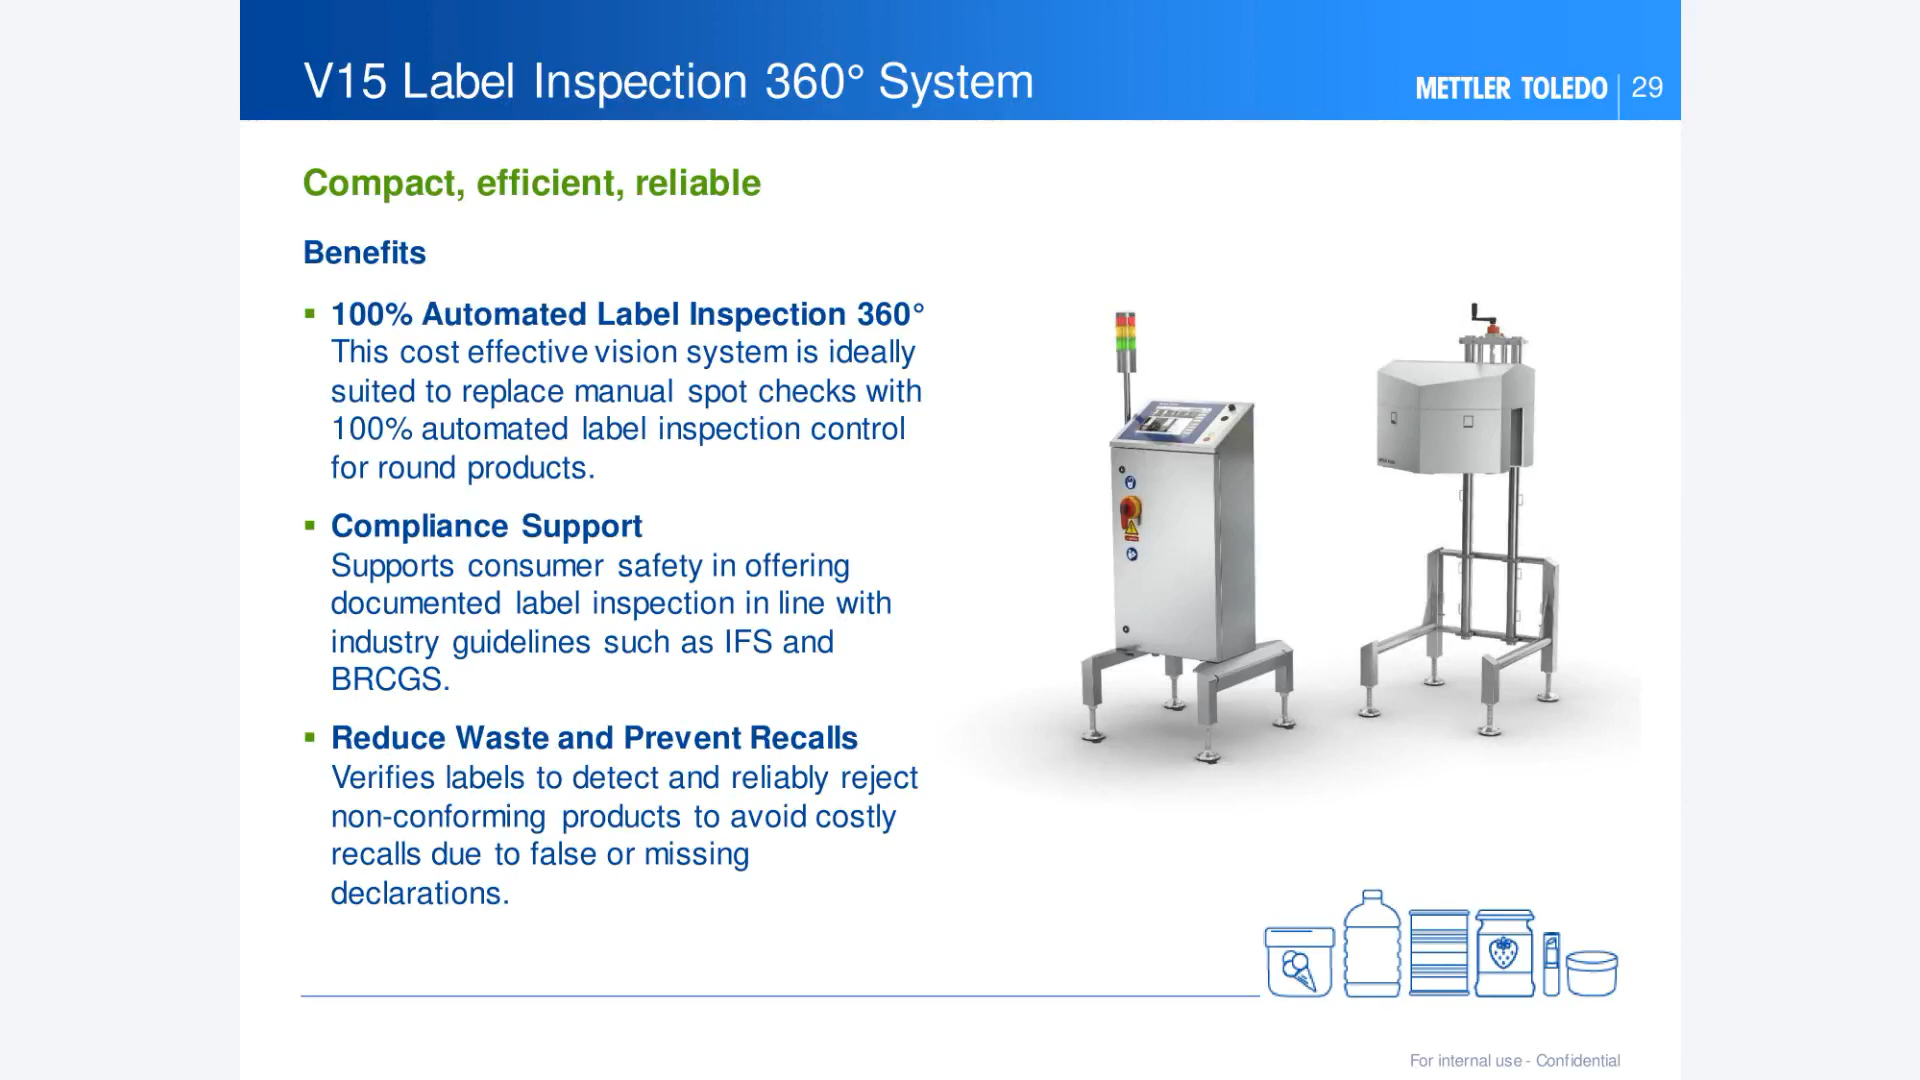 V15 Label Inspection 360° System
METTLER TOLEDO
29
Compact, efficient, reliable
Benefits
▪ 100% Automated Label Inspection 360°
This cost effective vision system is ideally
suited to replace manual spot checks with
100% automated label inspection control
for round products.
▪ Compliance Support
Supports consumer safety in offering
documented label inspection in line with
industry guidelines such as IFS and
BRCGS.
▪ Reduce Waste and Prevent Recalls
Verifies labels to detect and reliably reject
non-conforming products to avoid costly
recalls due to false or missing
declarations.
For internal use - Confidential